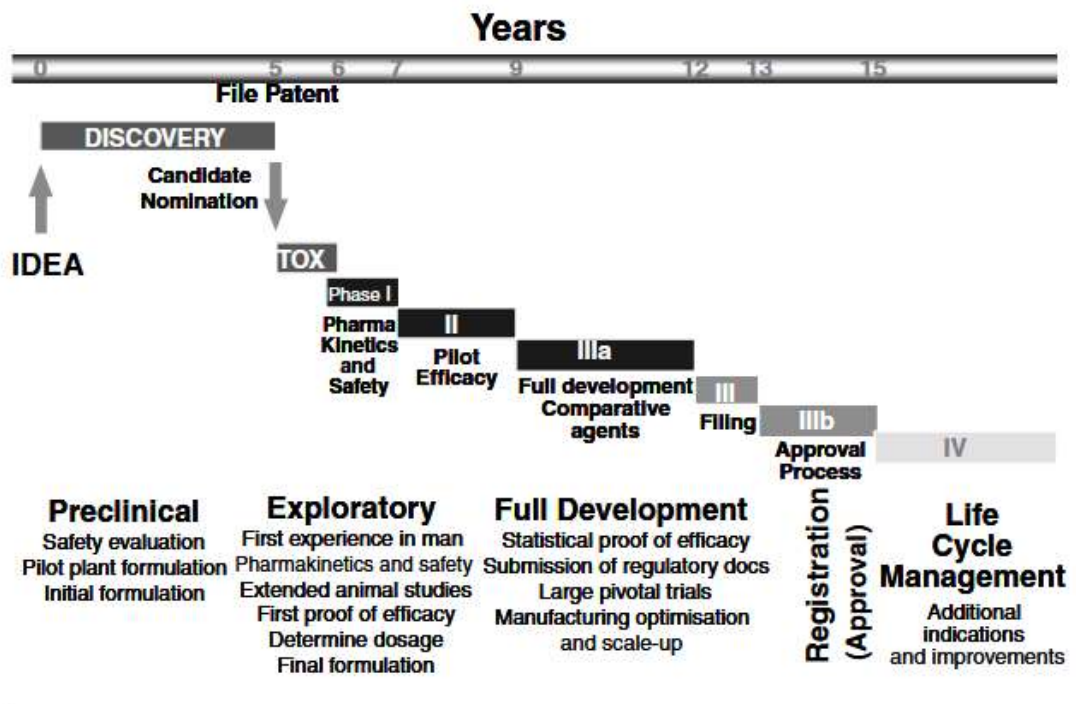 Years
0 5 6 7 9 12 13 15
File Patent
DISCOVERY
Candidate
Nomination
IDEA
TOX
Phase I
Pharma
Kinetics
and
Safety
II
Pilot
Efficacy
IIIa
Full development
Comparative
agents
III
Filing
IIIb
Approval
Process
IV
Preclinical
Safety evaluation
Pilot plant formulation
Initial formulation
Exploratory
First experience in man
Pharmakinetics and safety
Extended animal studies
First proof of efficacy
Determine dosage
Final formulation
Full Development
Statistical proof of efficacy
Submission of regulatory docs
Large pivotal trials
Manufacturing optimisation
and scale-up
Registration
(Approval)
Life
Cycle
Management
Additional
indications
and improvements